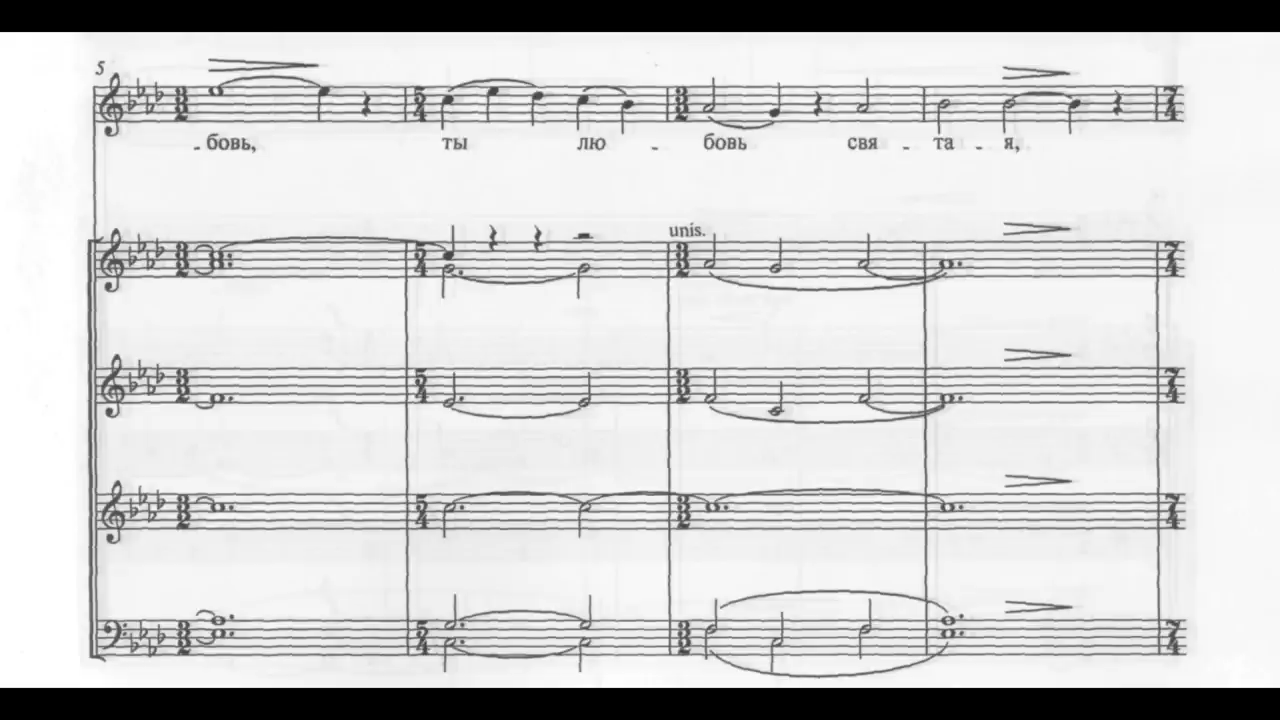 5
- бовь, ты лю - бовь свя - та - я,
unis.